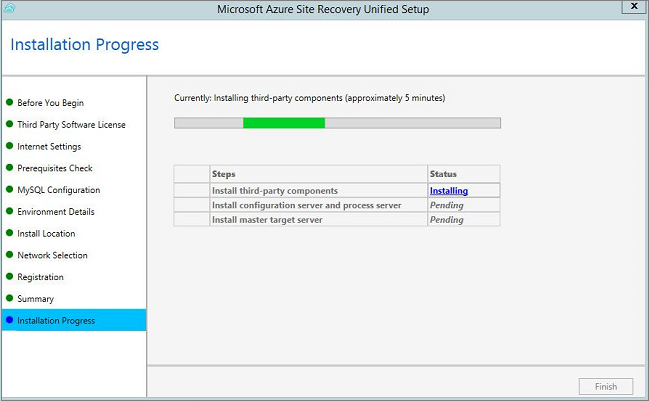 Microsoft Azure Site Recovery Unified Setup
x
Installation Progress
Before You Begin
Third Party Software License
Internet Settings
Prerequisites Check
MySQL Configuration
Environment Details
Install Location
Network Selection
Registration
Summary
Installation Progress
Currently: Installing third-party components (approximately 5 minutes)
Steps Status
Install third-party components Installing
Install configuration server and process server Pending
Install master target server Pending
Finish